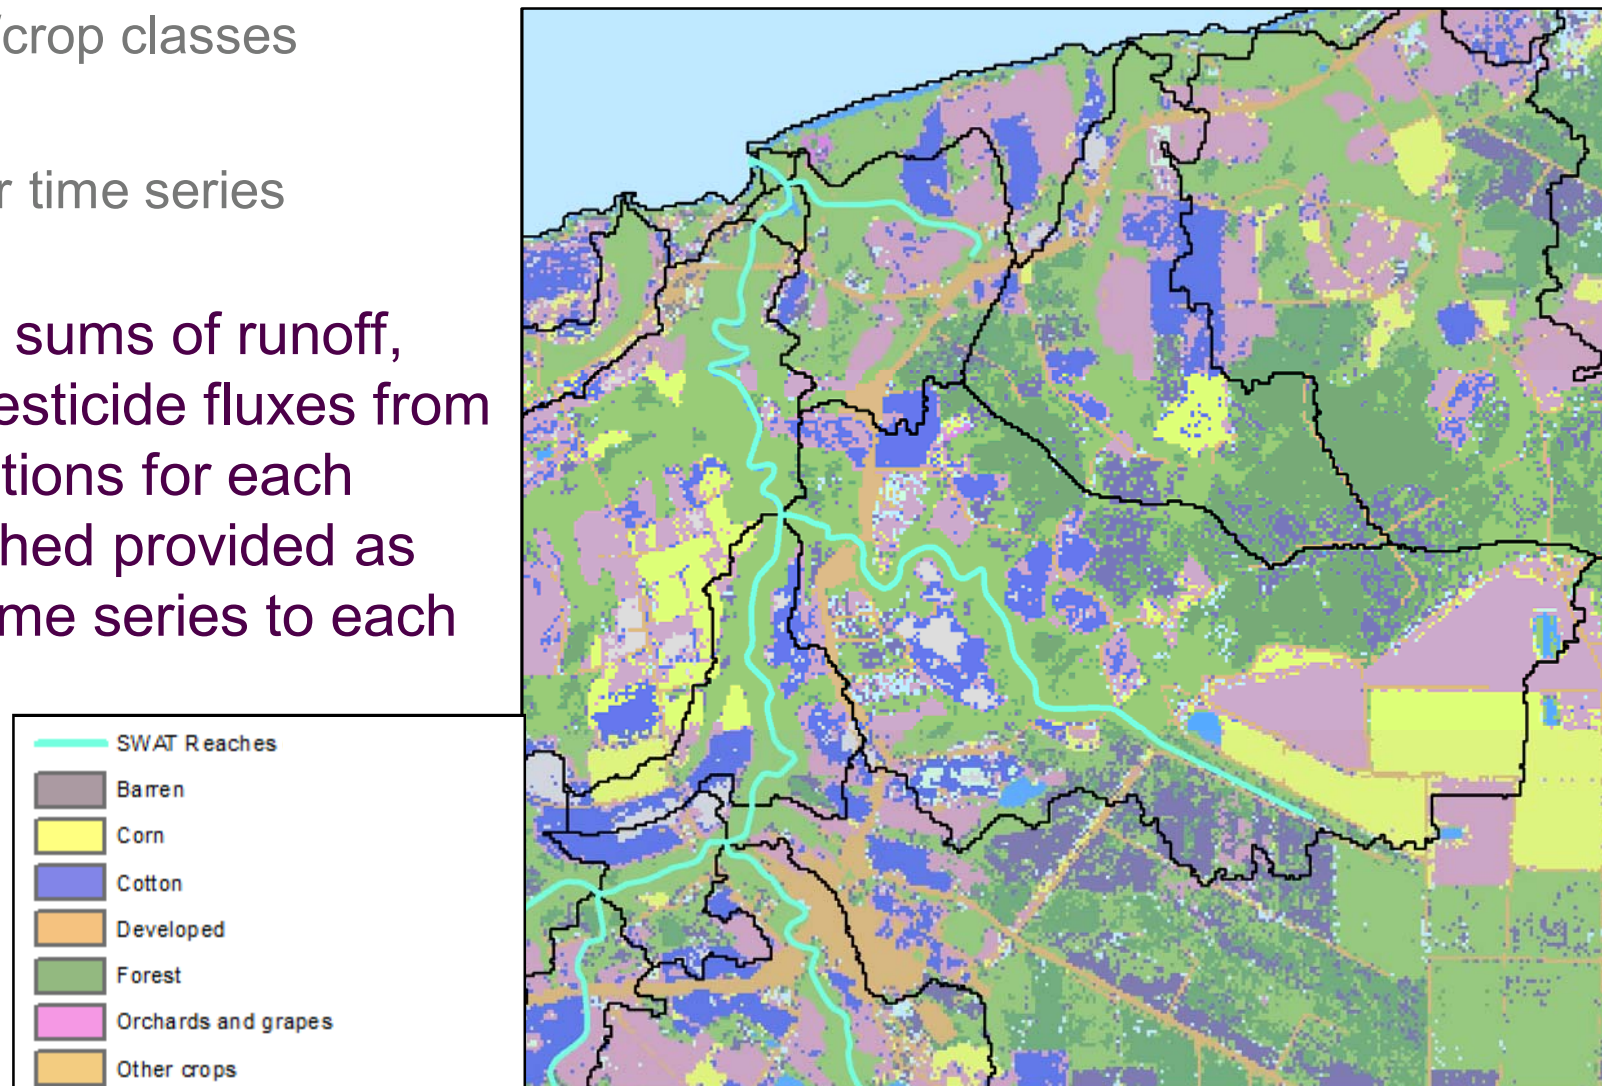 /crop classes
r time series
sums of runoff,
esticide fluxes from
tions for each
hed provided as
me series to each
SWAT Reaches
Barren
Corn
Cotton
Developed
Forest
Orchards and grapes
Other crops